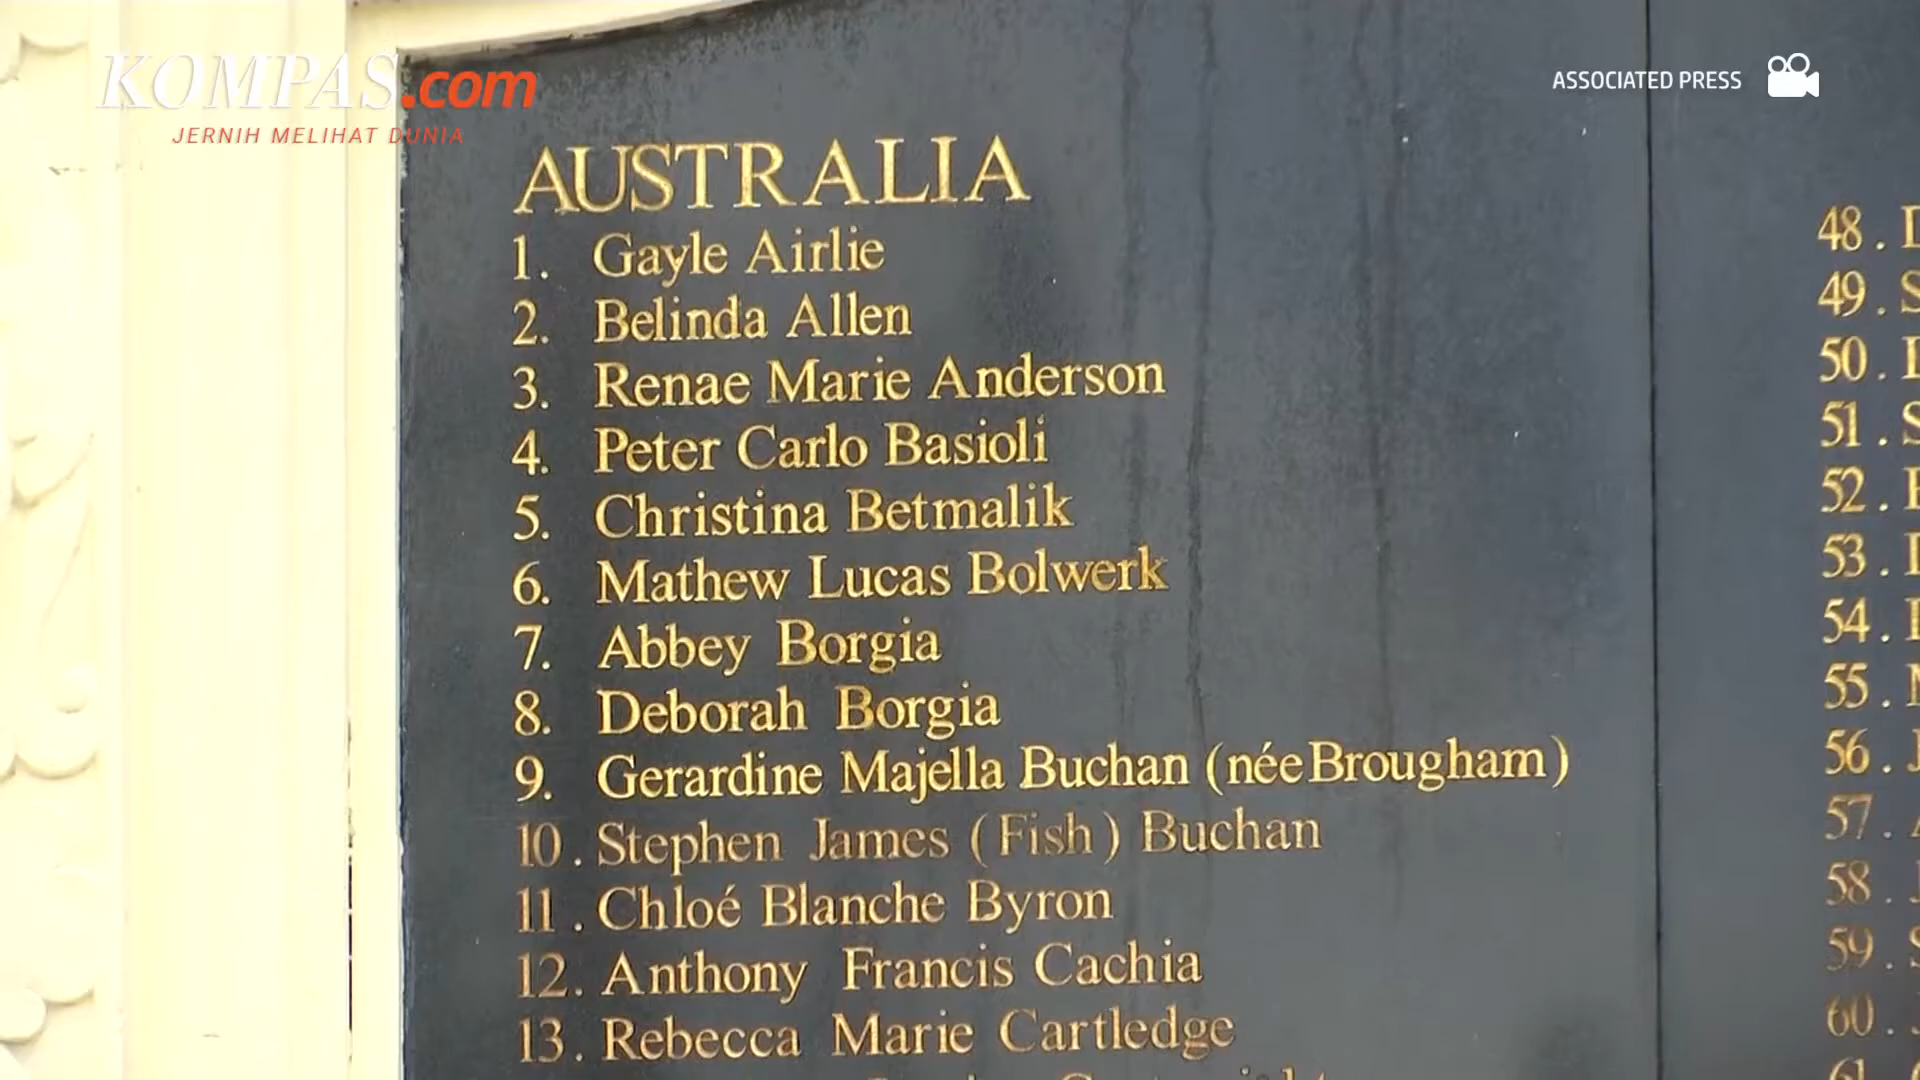 KOMPAS.com
JERNIH MELIHAT DUNIA
ASSOCIATED PRESS
AUSTRALIA
1. Gayle Airlie
2. Belinda Allen
3. Renae Marie Anderson
4. Peter Carlo Basioli
5. Christina Betmalik
6. Mathew Lucas Bolwerk
7. Abbey Borgia
8. Deborah Borgia
9. Gerardine Majella Buchan (née Brougham)
10. Stephen James (Fish) Buchan
11. Chloé Blanche Byron
12. Anthony Francis Cachia
13. Rebecca Marie Cartledge
48.
49.
50.
51.
52.
53.
54.
55.
56.
57.
58.
59.
60.